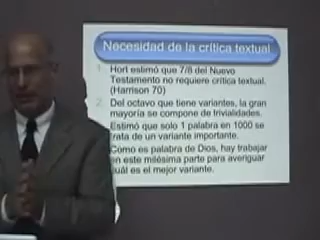 Necesidad de la crítica textual
1. Hort estimó que 7/8 del Nuevo
Testamento no requiere crítica textual.
(Harrison 70)
2. Del octavo que tiene variantes, la gran
mayoría se compone de trivialidades.
Estimó que solo 1 palabra en 1000 se
trata de un variante importante.
Como es palabra de Dios, hay trabajar
en este milésima parte para averiguar
cuál es el mejor variante.